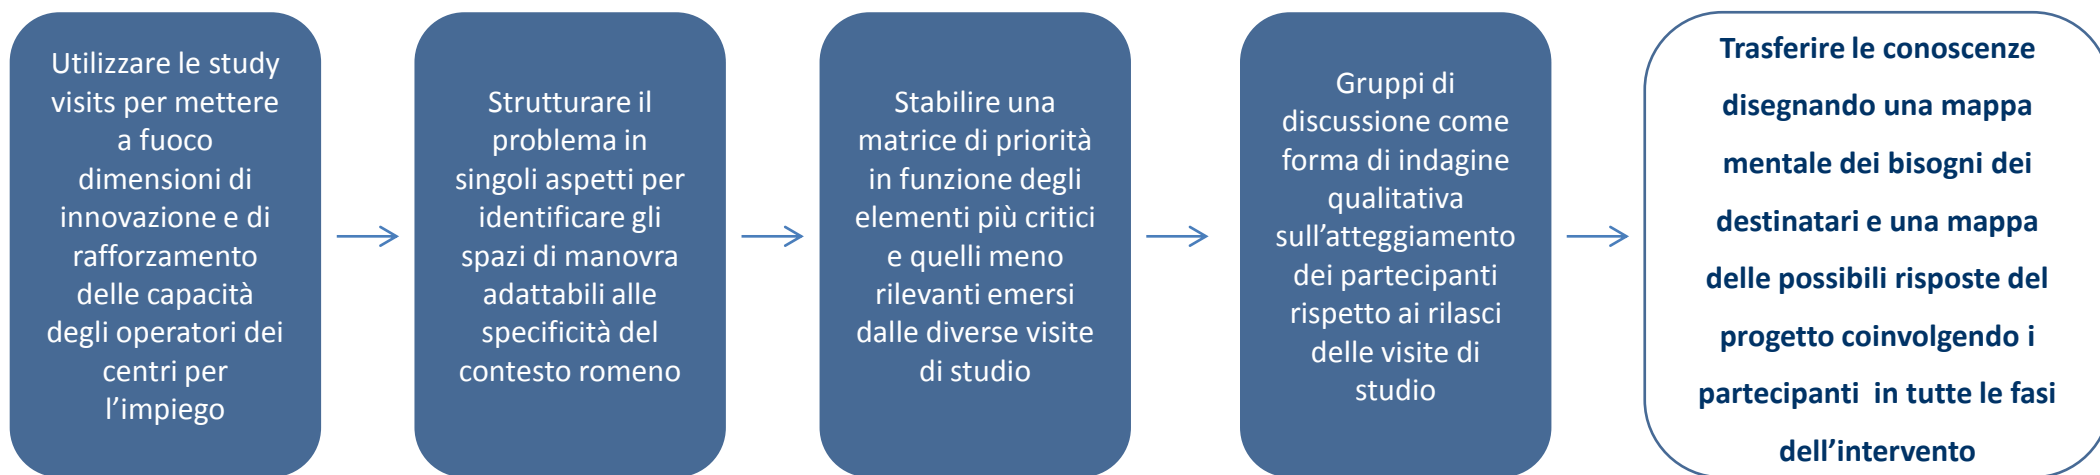 Utilizzare le study
visits per mettere
a fuoco
dimensioni di
innovazione e di
rafforzamento
delle capacità
degli operatori dei
centri per
l’impiego
Strutturare il
problema in
singoli aspetti per
identificare gli
spazi di manovra
adattabili alle
specificità del
contesto romeno
Stabilire una
matrice di priorità
in funzione degli
elementi più critici
e quelli meno
rilevanti emersi
dalle diverse visite
di studio
Gruppi di
discussione come
forma di indagine
qualitativa
sull’atteggiamento
dei partecipanti
rispetto ai rilasci
delle visite di
studio
Trasferire le conoscenze
disegnando una mappa
mentale dei bisogni dei
destinatari e una mappa
delle possibili risposte del
progetto coinvolgendo i
partecipanti in tutte le fasi
dell’intervento